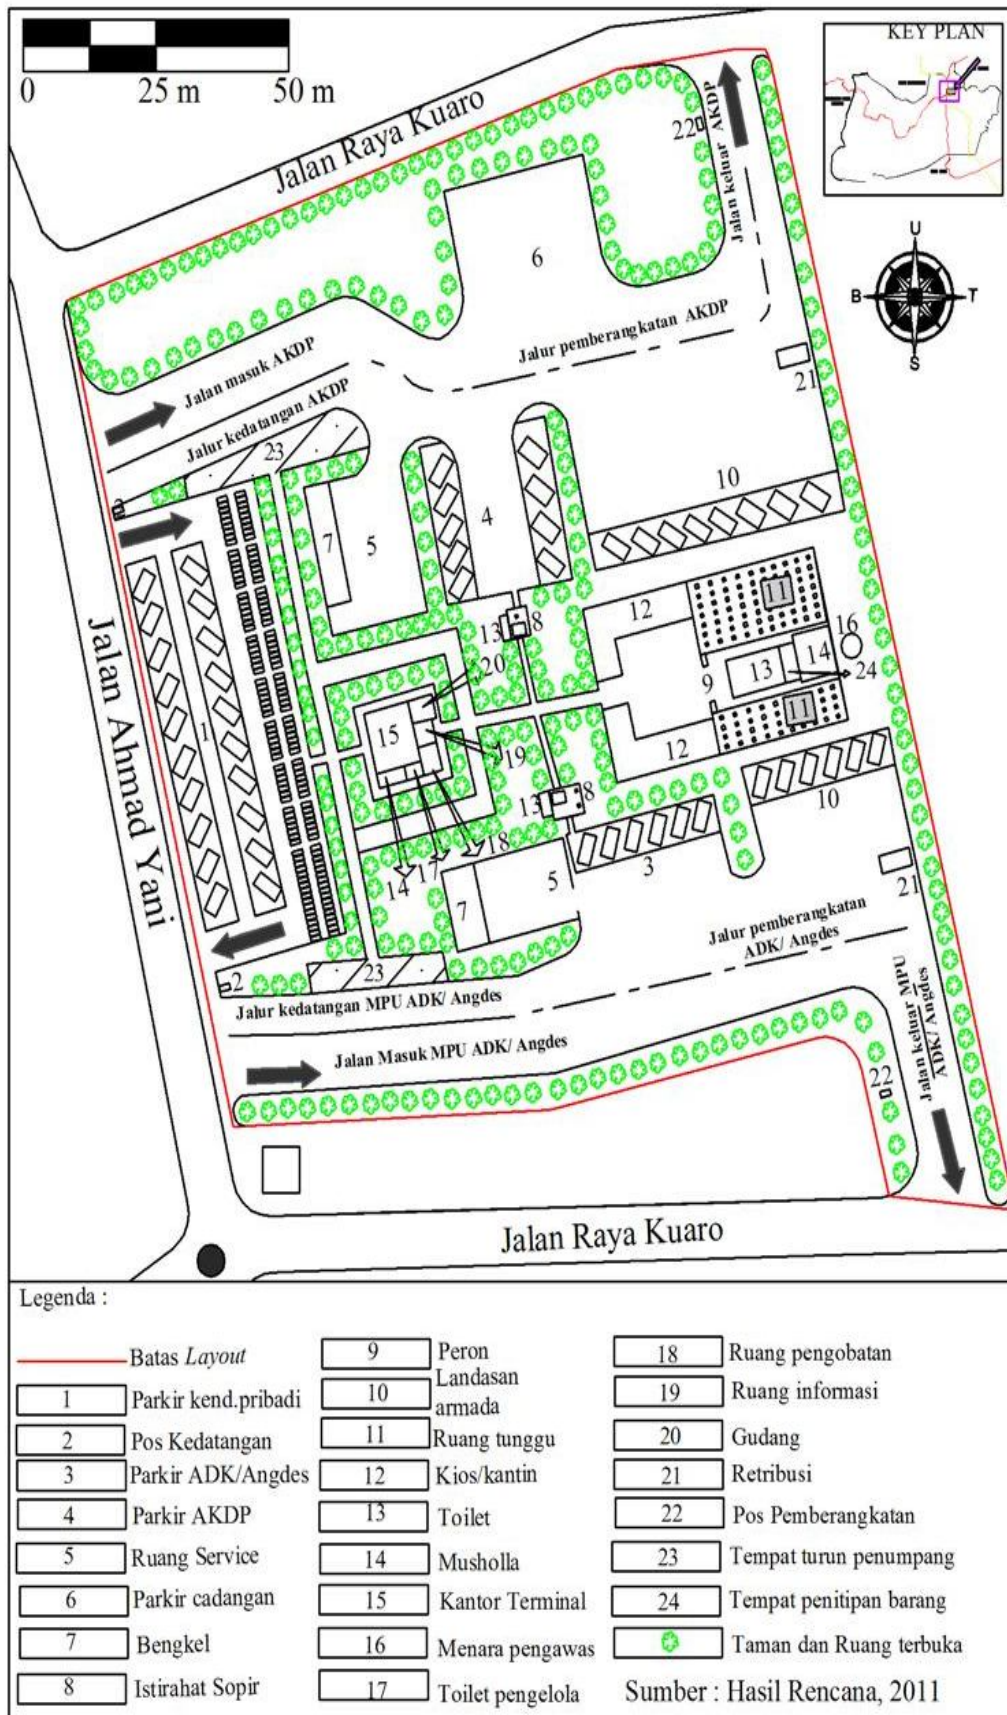 0 25 m 50 m
KEY PLAN
U
B T
S
Jalan Raya Kuaro
22
Jalan keluar AKDP
6
Jalur pemberangkatan AKDP
Jalan masuk AKDP
Jalur kedatangan AKDP
21
23
2
10
7
5
4
12
11
13
8
16
14
24
9
13
20
15
19
11
12
1
Jalan Ahmad Yani
13
8
10
14
17
18
3
5
7
21
Jalur pemberangkatan
ADK/ Angdes
2
23
Jalur kedatangan MPU ADK/ Angdes
Jalan Masuk MPU ADK/ Angdes
Jalan keluar MPU
ADK/ Angdes
22
Jalan Raya Kuaro
Legenda :
Batas Layout
1 Parkir kend.pribadi
2 Pos Kedatangan
3 Parkir ADK/Angdes
4 Parkir AKDP
5 Ruang Service
6 Parkir cadangan
7 Bengkel
8 Istirahat Sopir
9 Peron
10 Landasan
armada
11 Ruang tunggu
12 Kios/kantin
13 Toilet
14 Musholla
15 Kantor Terminal
16 Menara pengawas
17 Toilet pengelola
18 Ruang pengobatan
19 Ruang informasi
20 Gudang
21 Retribusi
22 Pos Pemberangkatan
23 Tempat turun penumpang
24 Tempat penitipan barang
Taman dan Ruang terbuka
Sumber : Hasil Rencana, 2011